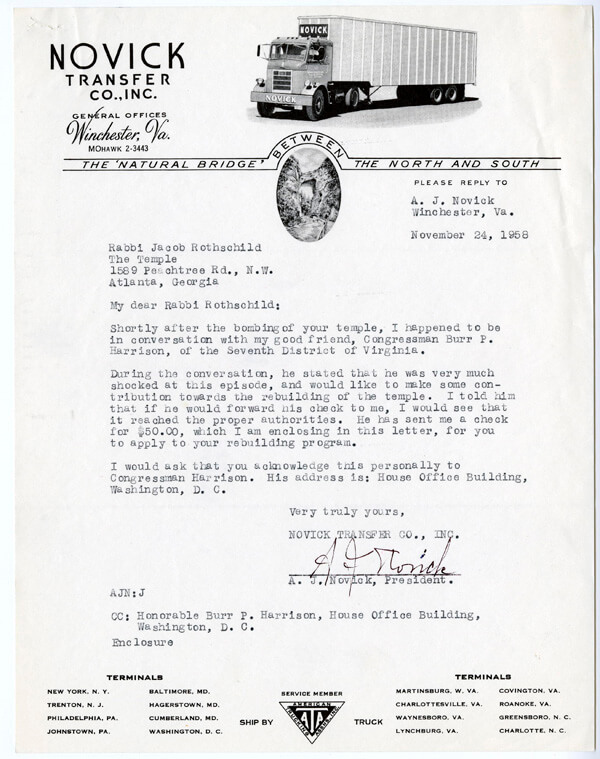 NOVICK
TRANSFER
CO., INC.
GENERAL OFFICES
Winchester, Va.
MOHAWK 2-3443
NOVICK
NOVICK
THE 'NATURAL BRIDGE' BETWEEN THE NORTH AND SOUTH
PLEASE REPLY TO
A. J. Novick
Winchester, Va.
November 24, 1958
Rabbi Jacob Rothschild
The Temple
1589 Peachtree Rd., N.W.
Atlanta, Georgia
My dear Rabbi Rothschild:
Shortly after the bombing of your temple, I happened to be
in conversation with my good friend, Congressman Burr P.
Harrison, of the Seventh District of Virginia.
During the conversation, he stated that he was very much
shocked at this episode, and would like to make some con-
tribution towards the rebuilding of the temple. I told him
that if he would forward his check to me, I would see that
it reached the proper authorities. He has sent me a check
for $50.00, which I am enclosing in this letter, for you
to apply to your rebuilding program.
I would ask that you acknowledge this personally to
Congressman Harrison. His address is: House Office Building,
Washington, D. C.
Very truly yours,
NOVICK TRANSFER CO., INC.
A J Novick
A. J. Novick, President.
AJN:J
CC: Honorable Burr P. Harrison, House Office Building,
Washington, D. C.
Enclosure
TERMINALS
NEW YORK, N. Y. BALTIMORE, MD.
TRENTON, N. J. HAGERSTOWN, MD.
PHILADELPHIA, PA. CUMBERLAND, MD.
JOHNSTOWN, PA. WASHINGTON, D. C.
SERVICE MEMBER
SHIP BY AMERICAN TRUCKING ASSOCIATIONS ATA TRUCK
TERMINALS
MARTINSBURG, W. VA. COVINGTON, VA.
CHARLOTTESVILLE, VA. ROANOKE, VA.
WAYNESBORO, VA. GREENSBORO, N. C.
LYNCHBURG, VA. CHARLOTTE, N. C.